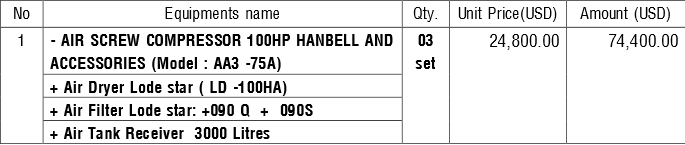 No Equipments name Qty. Unit Price(USD) Amount (USD)
1 - AIR SCREW COMPRESSOR 100HP HANBELL AND 03 24,800.00 74,400.00
ACCESSORIES (Model : AA3 -75A) set
+ Air Dryer Lode star ( LD -100HA)
+ Air Filter Lode star: +090 Q + 090S
+ Air Tank Receiver 3000 Litres